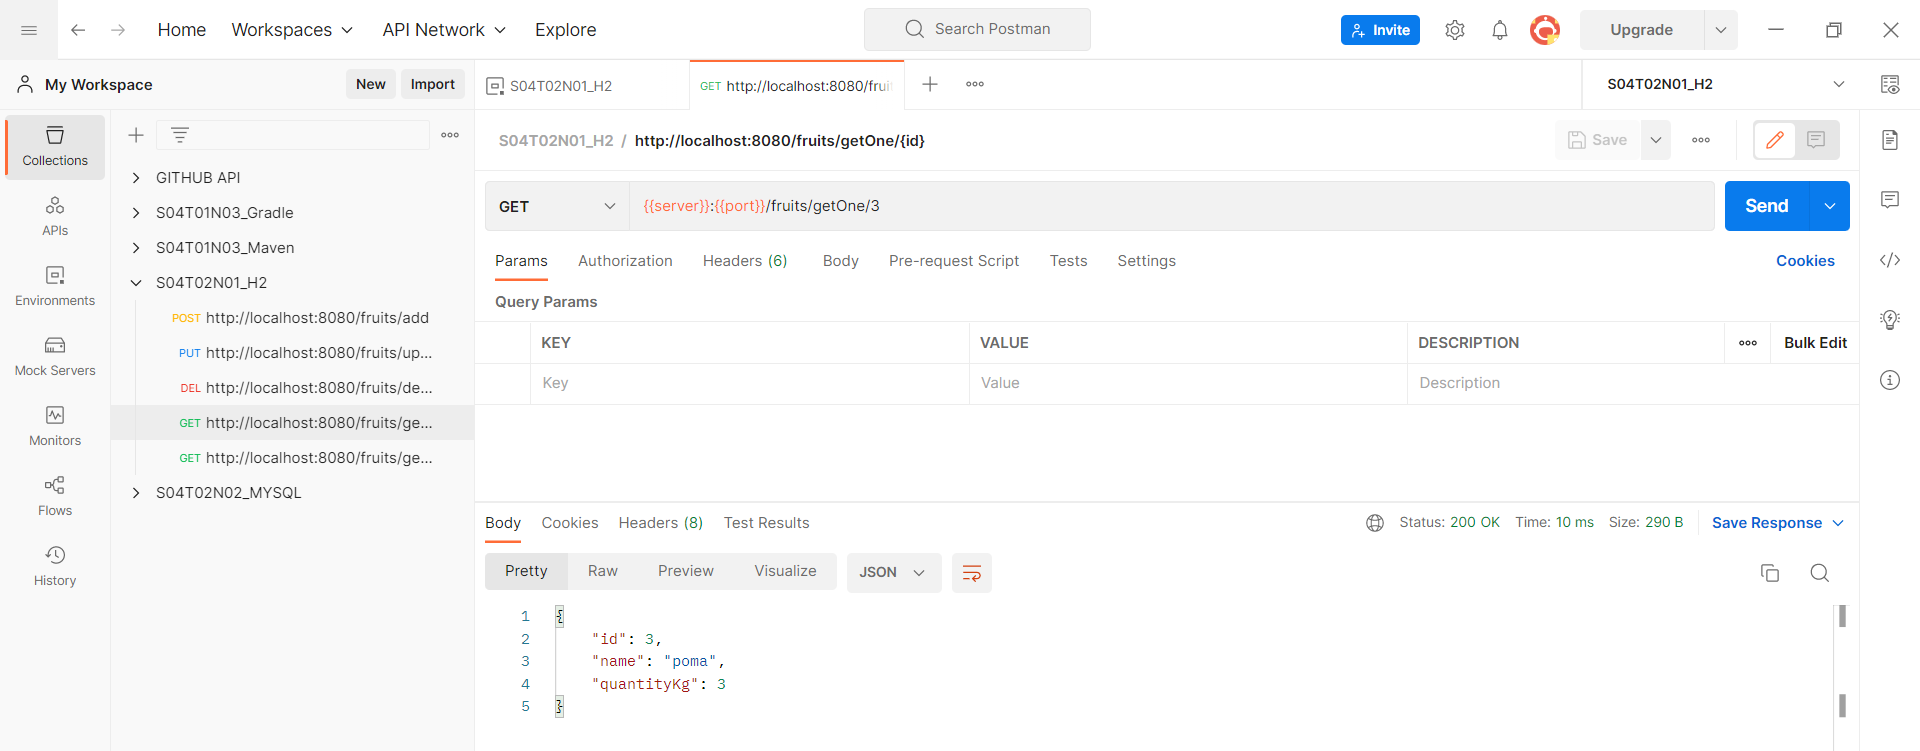 Home Workspaces API Network Explore Search Postman Invite Upgrade
My Workspace New Import S04T02N01_H2 GET http://localhost:8080/frui S04T02N01_H2
Collections
APIs
Environments
Mock Servers
Monitors
Flows
History
GITHUB API
S04T01N03_Gradle
S04T01N03_Maven
S04T02N01_H2
POST http://localhost:8080/fruits/add
PUT http://localhost:8080/fruits/up...
DEL http://localhost:8080/fruits/de...
GET http://localhost:8080/fruits/ge...
GET http://localhost:8080/fruits/ge...
S04T02N02_MYSQL
S04T02N01_H2 / http://localhost:8080/fruits/getOne/{id} Save
GET {{server}}:{{port}}/fruits/getOne/3 Send
Params Authorization Headers (6) Body Pre-request Script Tests Settings Cookies
Query Params
KEY VALUE DESCRIPTION Bulk Edit
Key Value Description
Body Cookies Headers (8) Test Results Status: 200 OK Time: 10 ms Size: 290 B Save Response
Pretty Raw Preview Visualize JSON
1 {
2 "id": 3,
3 "name": "poma",
4 "quantityKg": 3
5 }